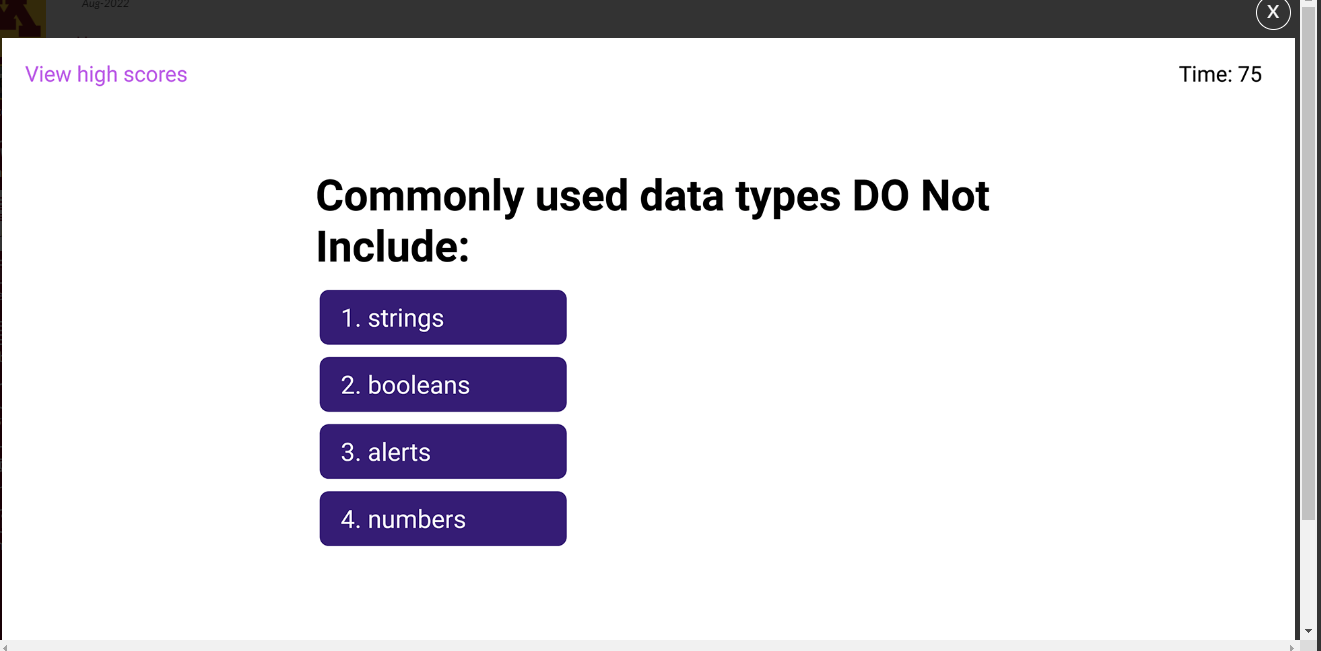 Aug-2022
X
View high scores
Time: 75
Commonly used data types DO Not
Include:
1. strings
2. booleans
3. alerts
4. numbers